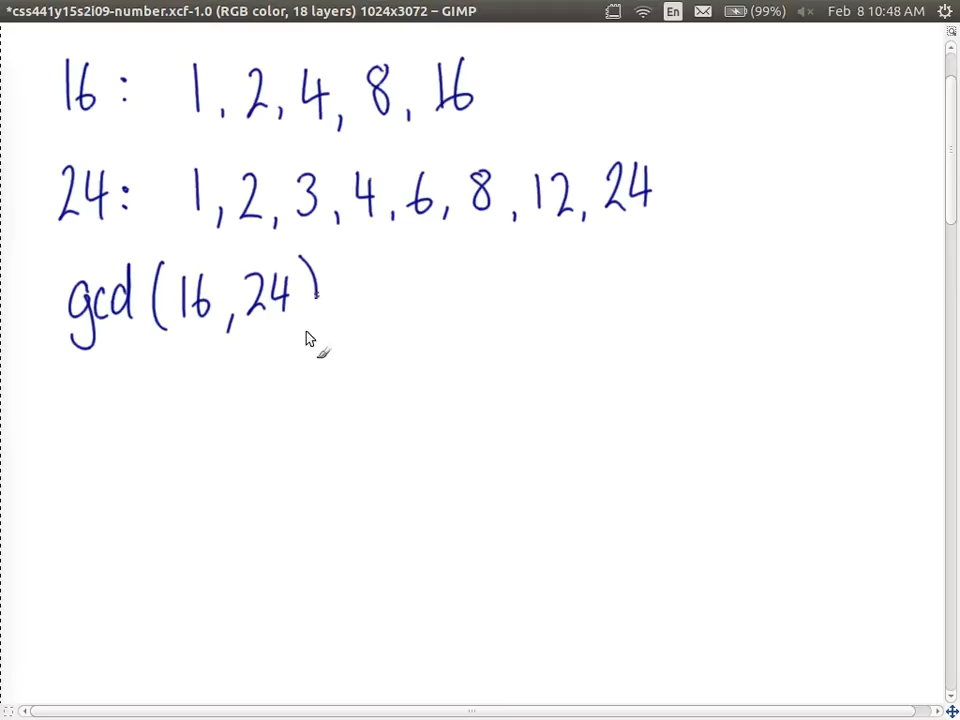 *css441y15s2i09-number.xcf-1.0 (RGB color, 18 layers) 1024x3072 – GIMP En (99%) Feb 8 10:48 AM
16: 1, 2, 4, 8, 16
24: 1, 2, 3, 4, 6, 8, 12, 24
gcd(16,24)